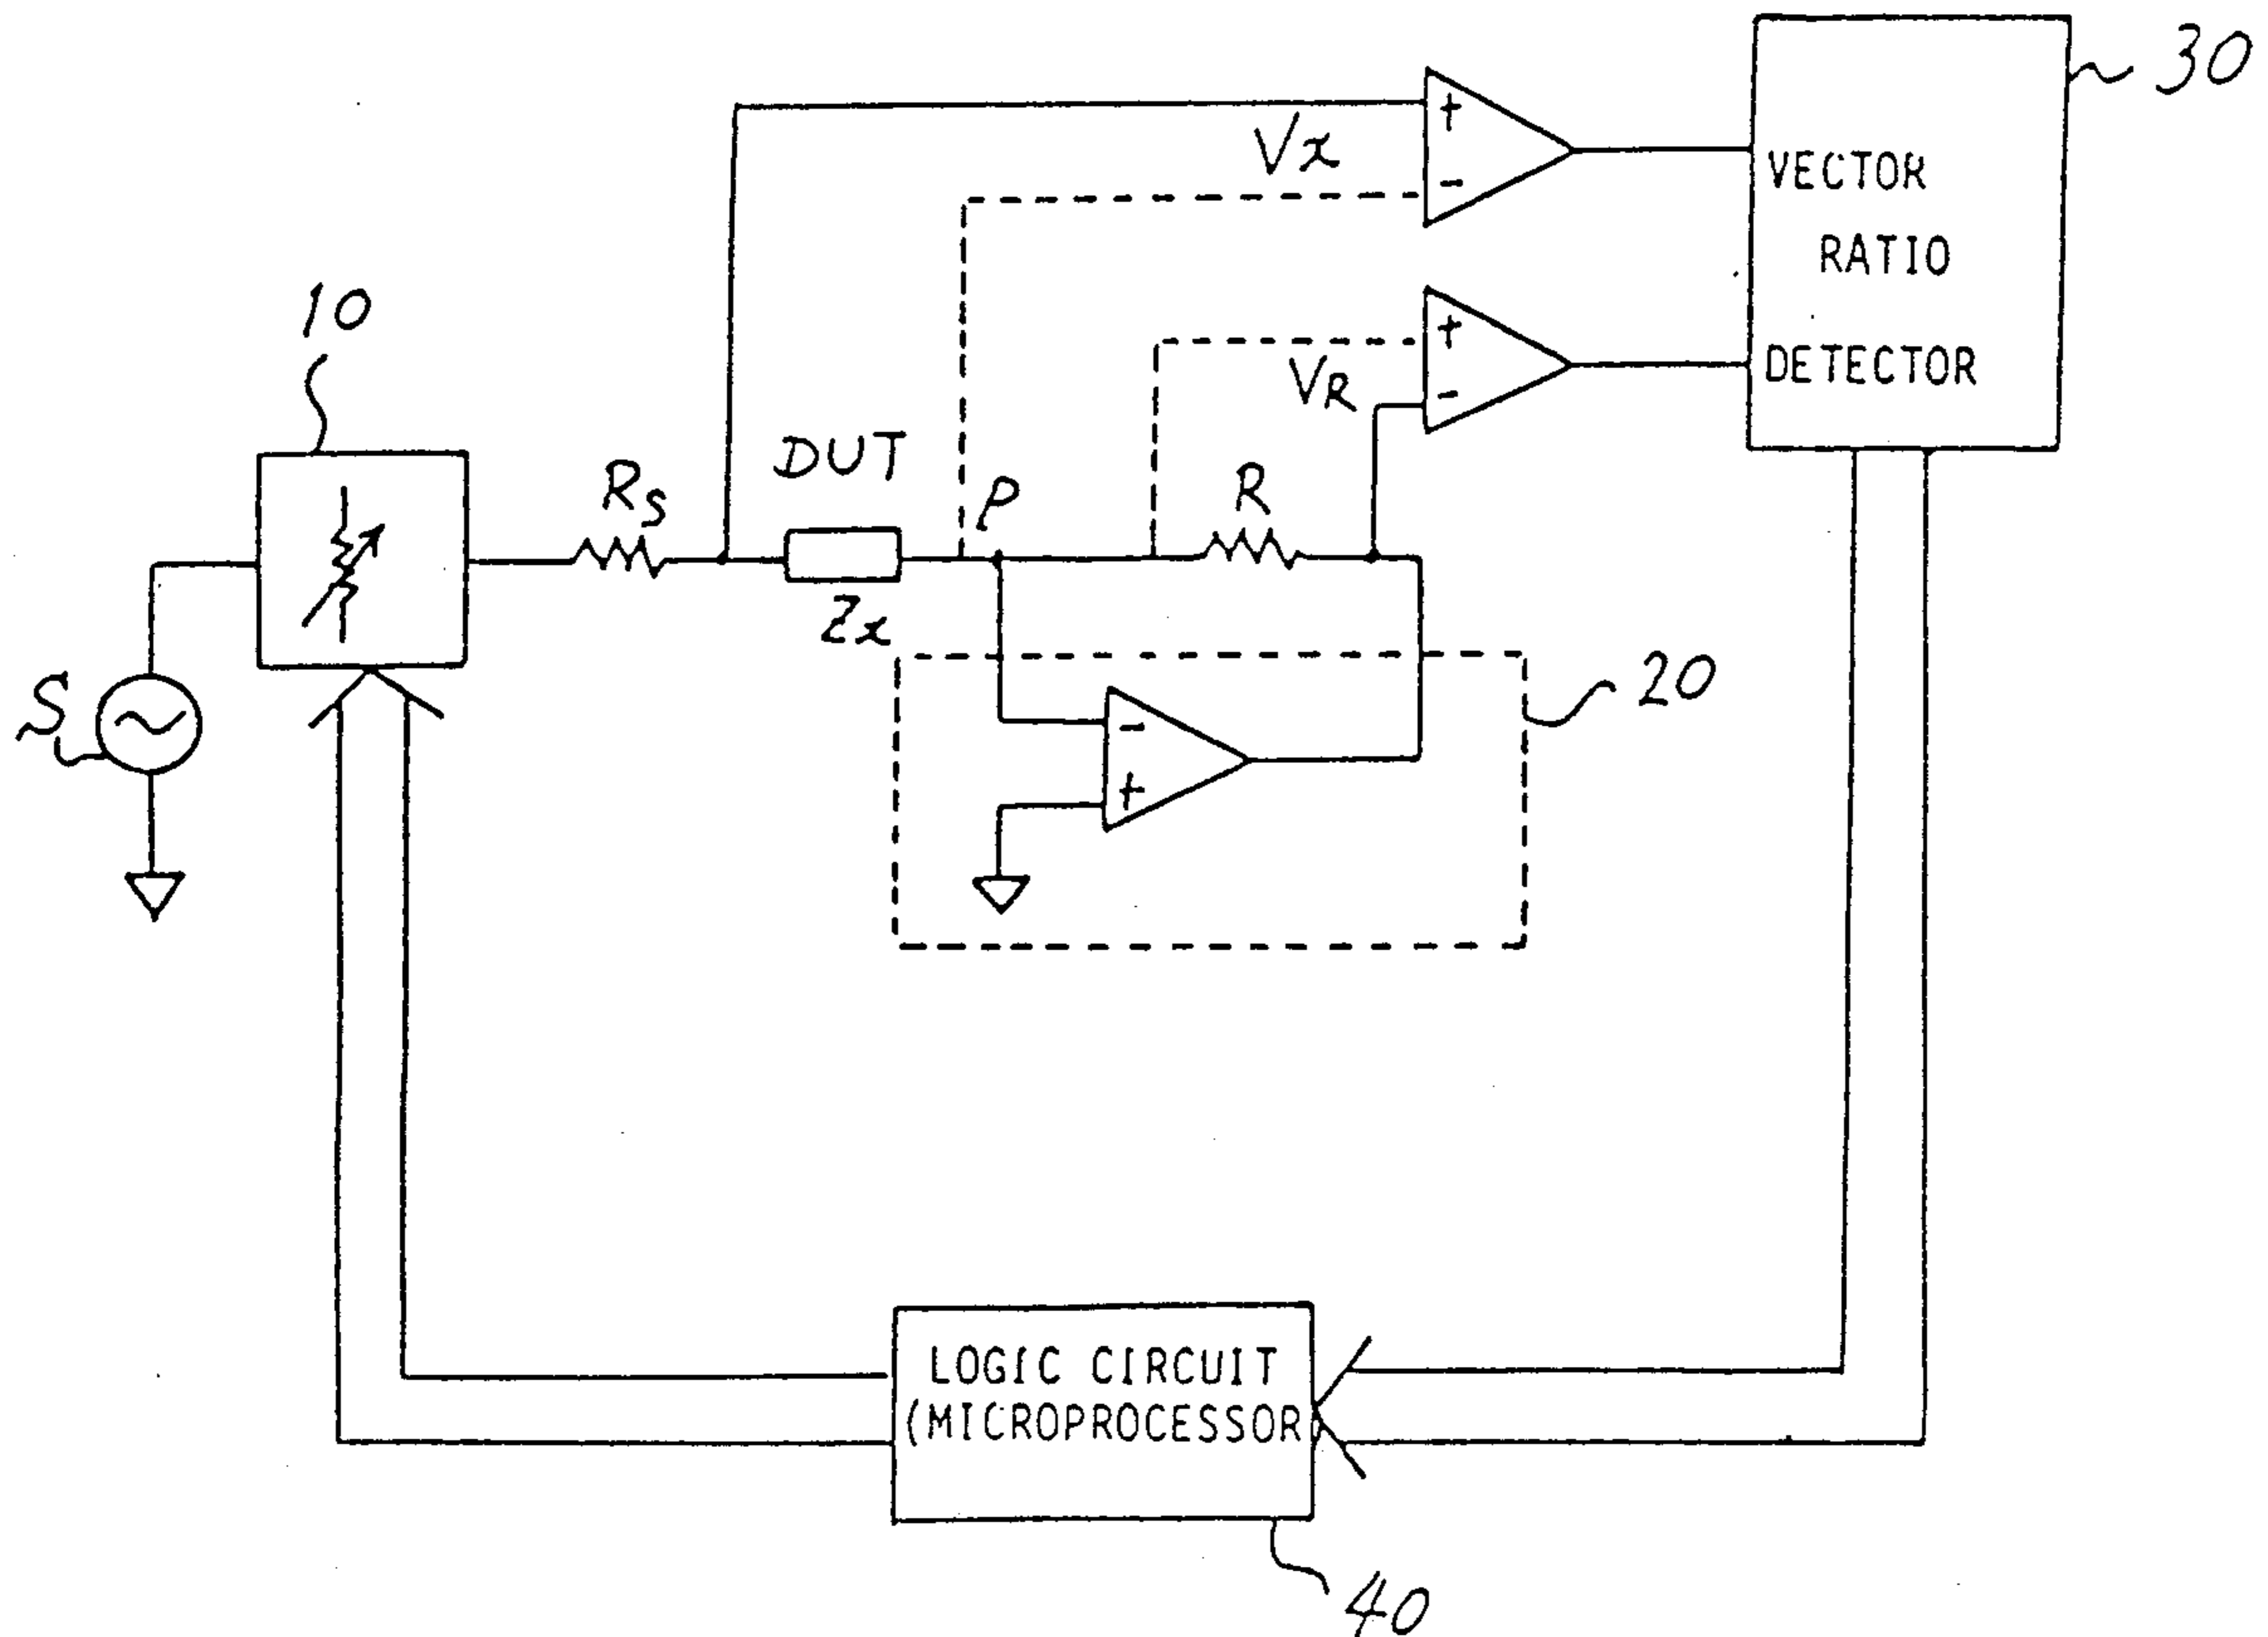 30
+
Vx
-
VECTOR
RATIO
DETECTOR
10
+
VR
-
DUT
RS
P
R
Zx
S
20
-
+
LOGIC CIRCUIT
(MICROPROCESSOR
40